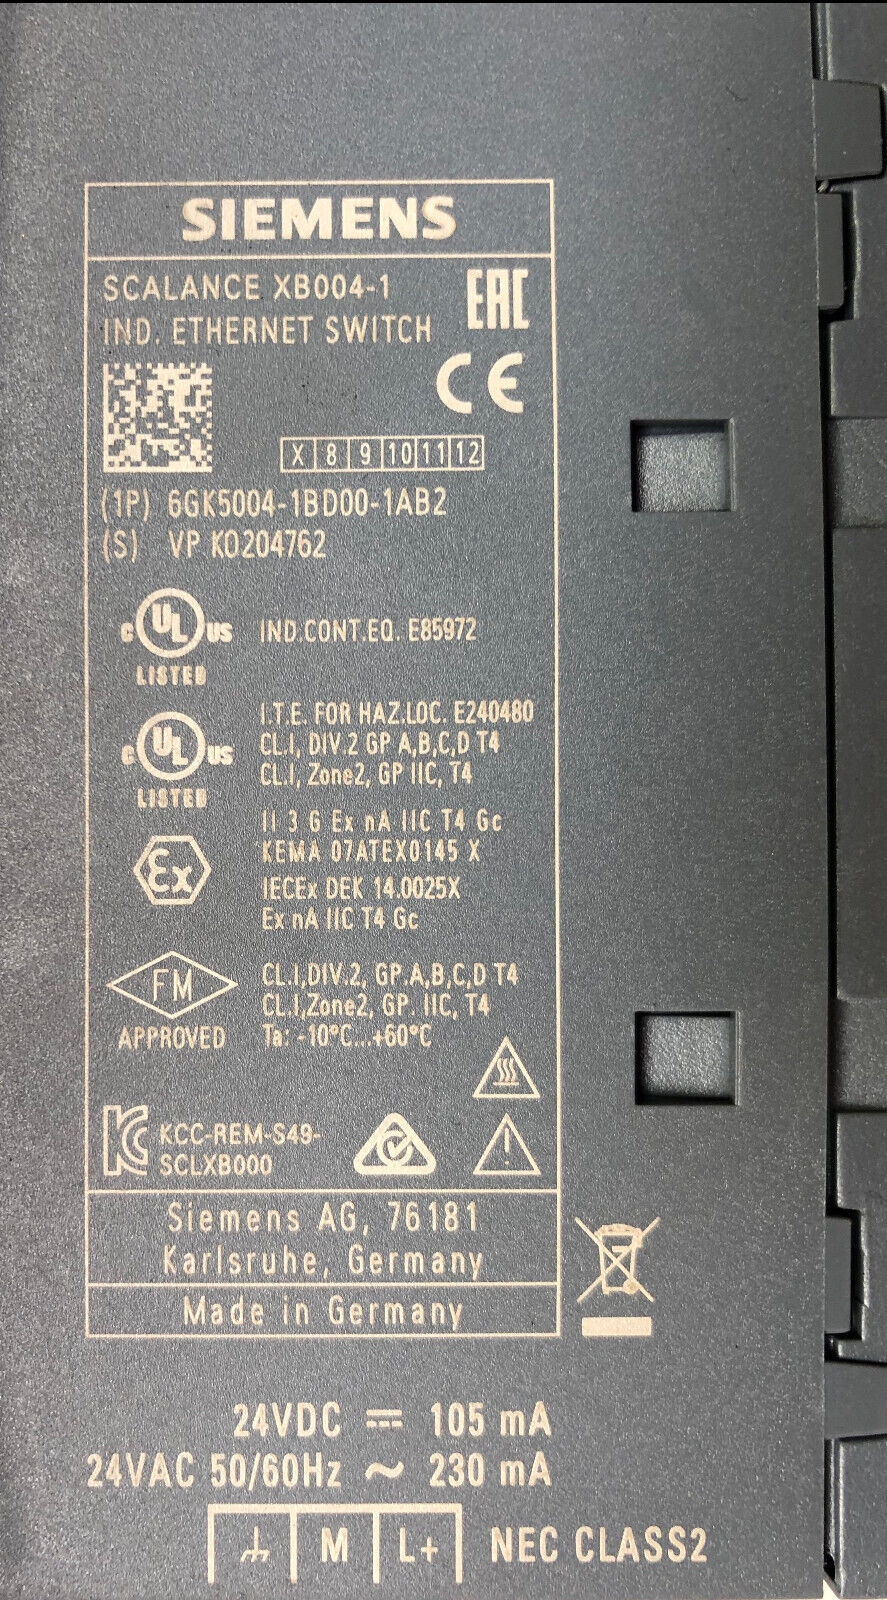 SIEMENS
SCALANCE XB004-1
IND. ETHERNET SWITCH
EAC
CE
X 8 9 10 11 12
(1P) 6GK5004-1BD00-1AB2
(S) VP K0204762
C UL US IND.CONT.EQ. E85972
LISTED
I.T.E. FOR HAZ.LOC. E240480
C UL US CL.I, DIV.2 GP A,B,C,D T4
CL.I, Zone2, GP IIC, T4
LISTED
II 3 G Ex nA IIC T4 Gc
KEMA 07ATEX0145 X
Ex IECEx DEK 14.0025X
Ex nA IIC T4 Gc
FM CL.I,DIV.2, GP.A,B,C,D T4
CL.I,Zone2, GP. IIC, T4
APPROVED Ta: -10°C...+60°C
KC KCC-REM-S49-
SCLXB000
Siemens AG, 76181
Karlsruhe, Germany
Made in Germany
24VDC ⎓ 105 mA
24VAC 50/60Hz ~ 230 mA
M L+ NEC CLASS2